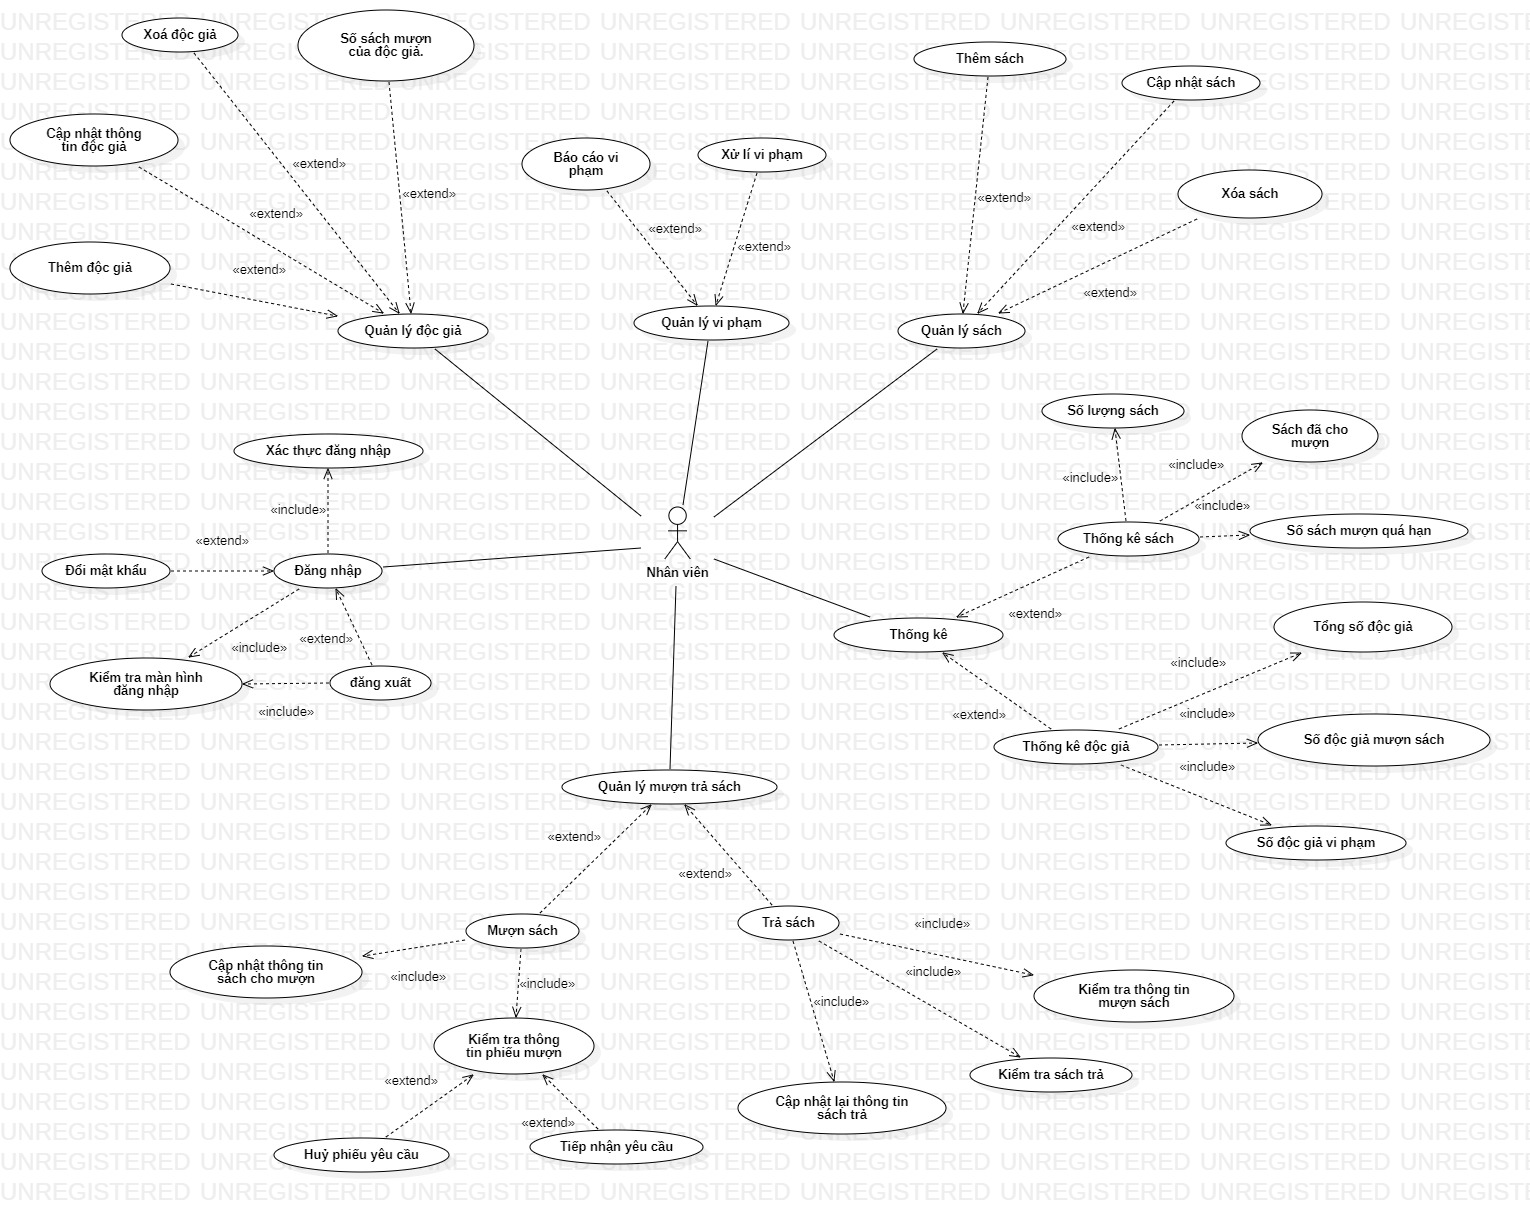 Xoá độc giả
Số sách mượn
của độc giả.
Thêm sách
Cập nhật sách
Cập nhật thông
tin độc giả
Báo cáo vi
phạm
Xử lí vi phạm
«extend»
«extend»
Xóa sách
«extend»
«extend»
«extend»
«extend»
«extend»
Thêm độc giả
«extend»
«extend»
«extend»
Quản lý độc giả
Quản lý vi phạm
Quản lý sách
Số lượng sách
Sách đã cho
mượn
Xác thực đăng nhập
«include»
«include»
«include»
«include»
Nhân viên
Thống kê sách
Số sách mượn quá hạn
«extend»
Đổi mật khẩu
Đăng nhập
«extend»
Thống kê
Tổng số độc giả
«extend»
«include»
«include»
Kiểm tra màn hình
đăng nhập
đăng xuất
«include»
«extend»
«include»
Thống kê độc giả
Số độc giả mượn sách
«include»
Quản lý mượn trả sách
Số độc giả vi phạm
«extend»
«extend»
Mượn sách
Trả sách
«include»
Cập nhật thông tin
sách cho mượn
«include»
«include»
«include»
«include»
Kiểm tra thông tin
mượn sách
Kiểm tra thông
tin phiếu mượn
Kiểm tra sách trả
«extend»
Cập nhật lại thông tin
sách trả
«extend»
Huỷ phiếu yêu cầu
Tiếp nhận yêu cầu
UNREGISTERED